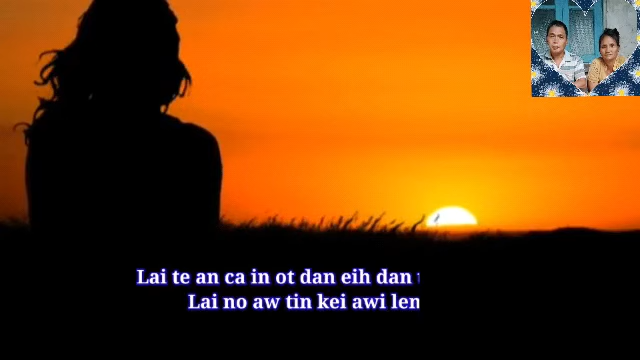 Lai te an ca in ot dan eih dan
Lai no aw tin kei awi len